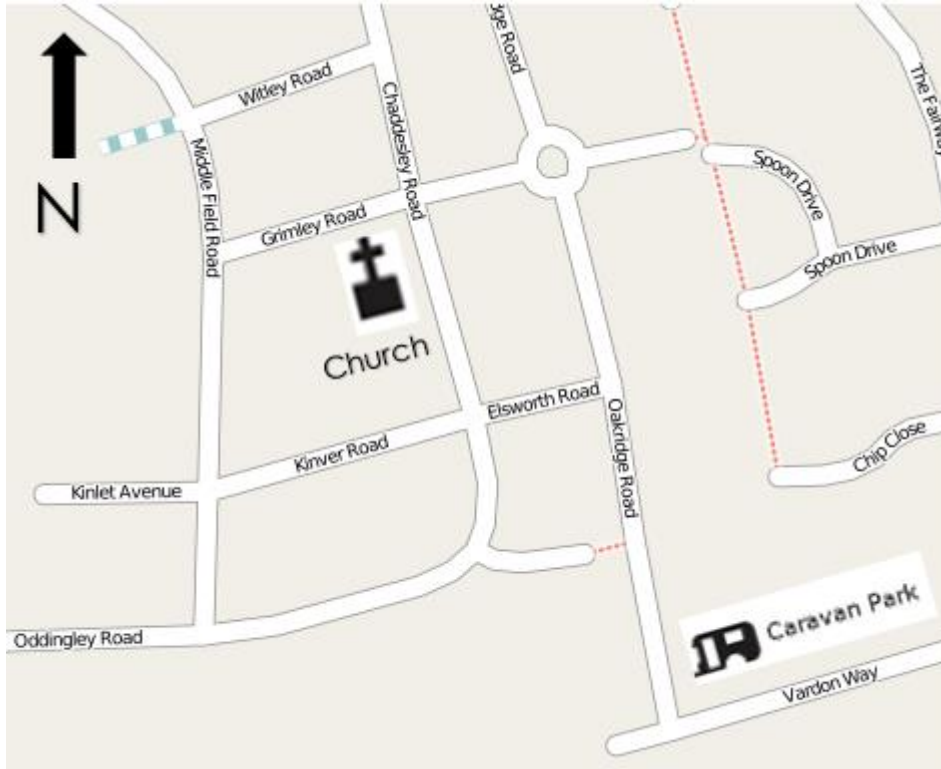 dge Road
Witley Road
Chaddesley Road
The Fairway
Middle Field Road
Spoon Drive
N
Grimley Road
Spoon Drive
Church
Elsworth Road
Oakridge Road
Kinver Road
Chip Close
Kinlet Avenue
Caravan Park
Oddingley Road
Vardon Way